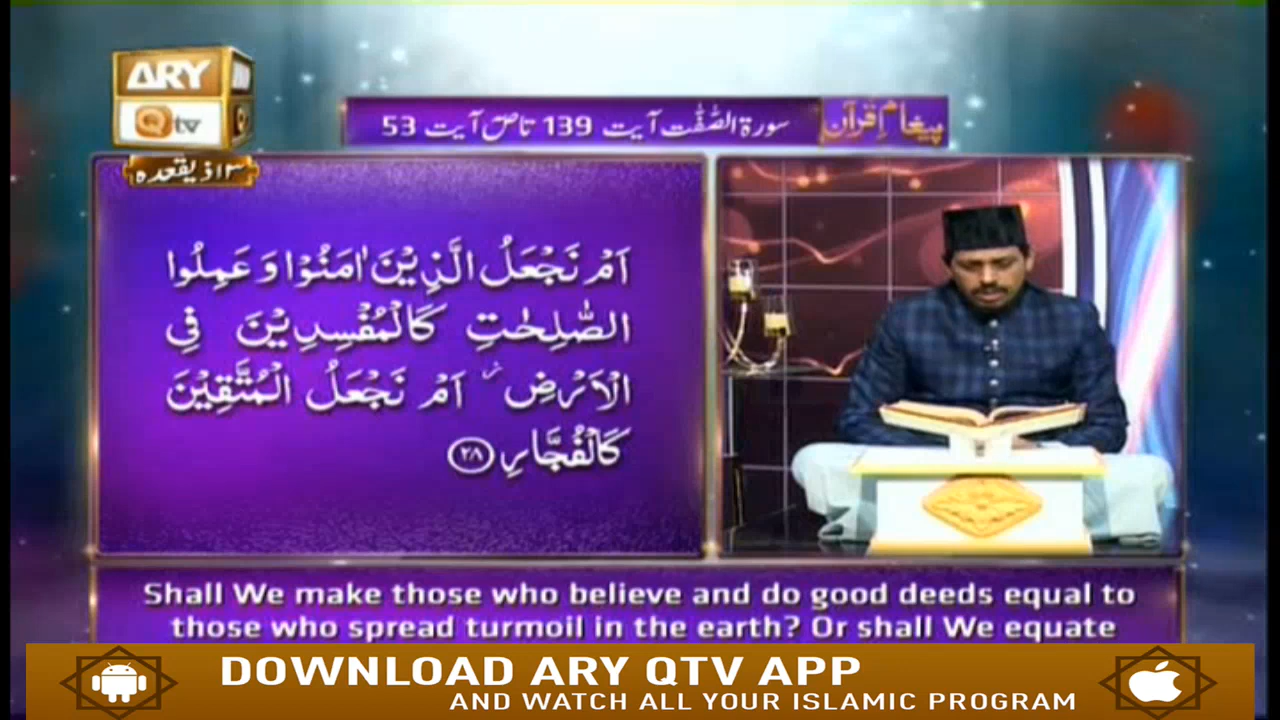 ARY
Qtv
پیغامِ قرآن
سورۃ الصّٰفّٰت آیت 139 تا صٓ آیت 53
۱۳ ذیقعدہ
اَمۡ نَجۡعَلُ الَّذِيۡنَ اٰمَنُوۡا وَ عَمِلُوا
الصّٰلِحٰتِ كَالۡمُفۡسِدِيۡنَ فِى
الۡاَرۡضِ ؗ اَمۡ نَجۡعَلُ الۡمُتَّقِيۡنَ
كَالۡفُجَّارِ ﴿۲۸﴾
Shall We make those who believe and do good deeds equal to
those who spread turmoil in the earth? Or shall We equate
DOWNLOAD ARY QTV APP
AND WATCH ALL YOUR ISLAMIC PROGRAM